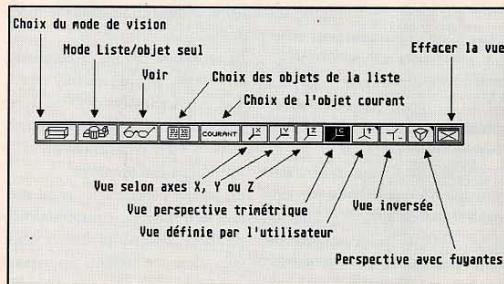 Choix du mode de vision
Mode Liste/objet seul
Effacer la vue
Voir
Choix des objets de la liste
Choix de l'objet courant
COURANT
X
Y
Z
C
?
Vue selon axes X, Y ou Z
Vue perspective trimétrique
Vue inversée
Vue définie par l'utilisateur
Perspective avec fuyantes